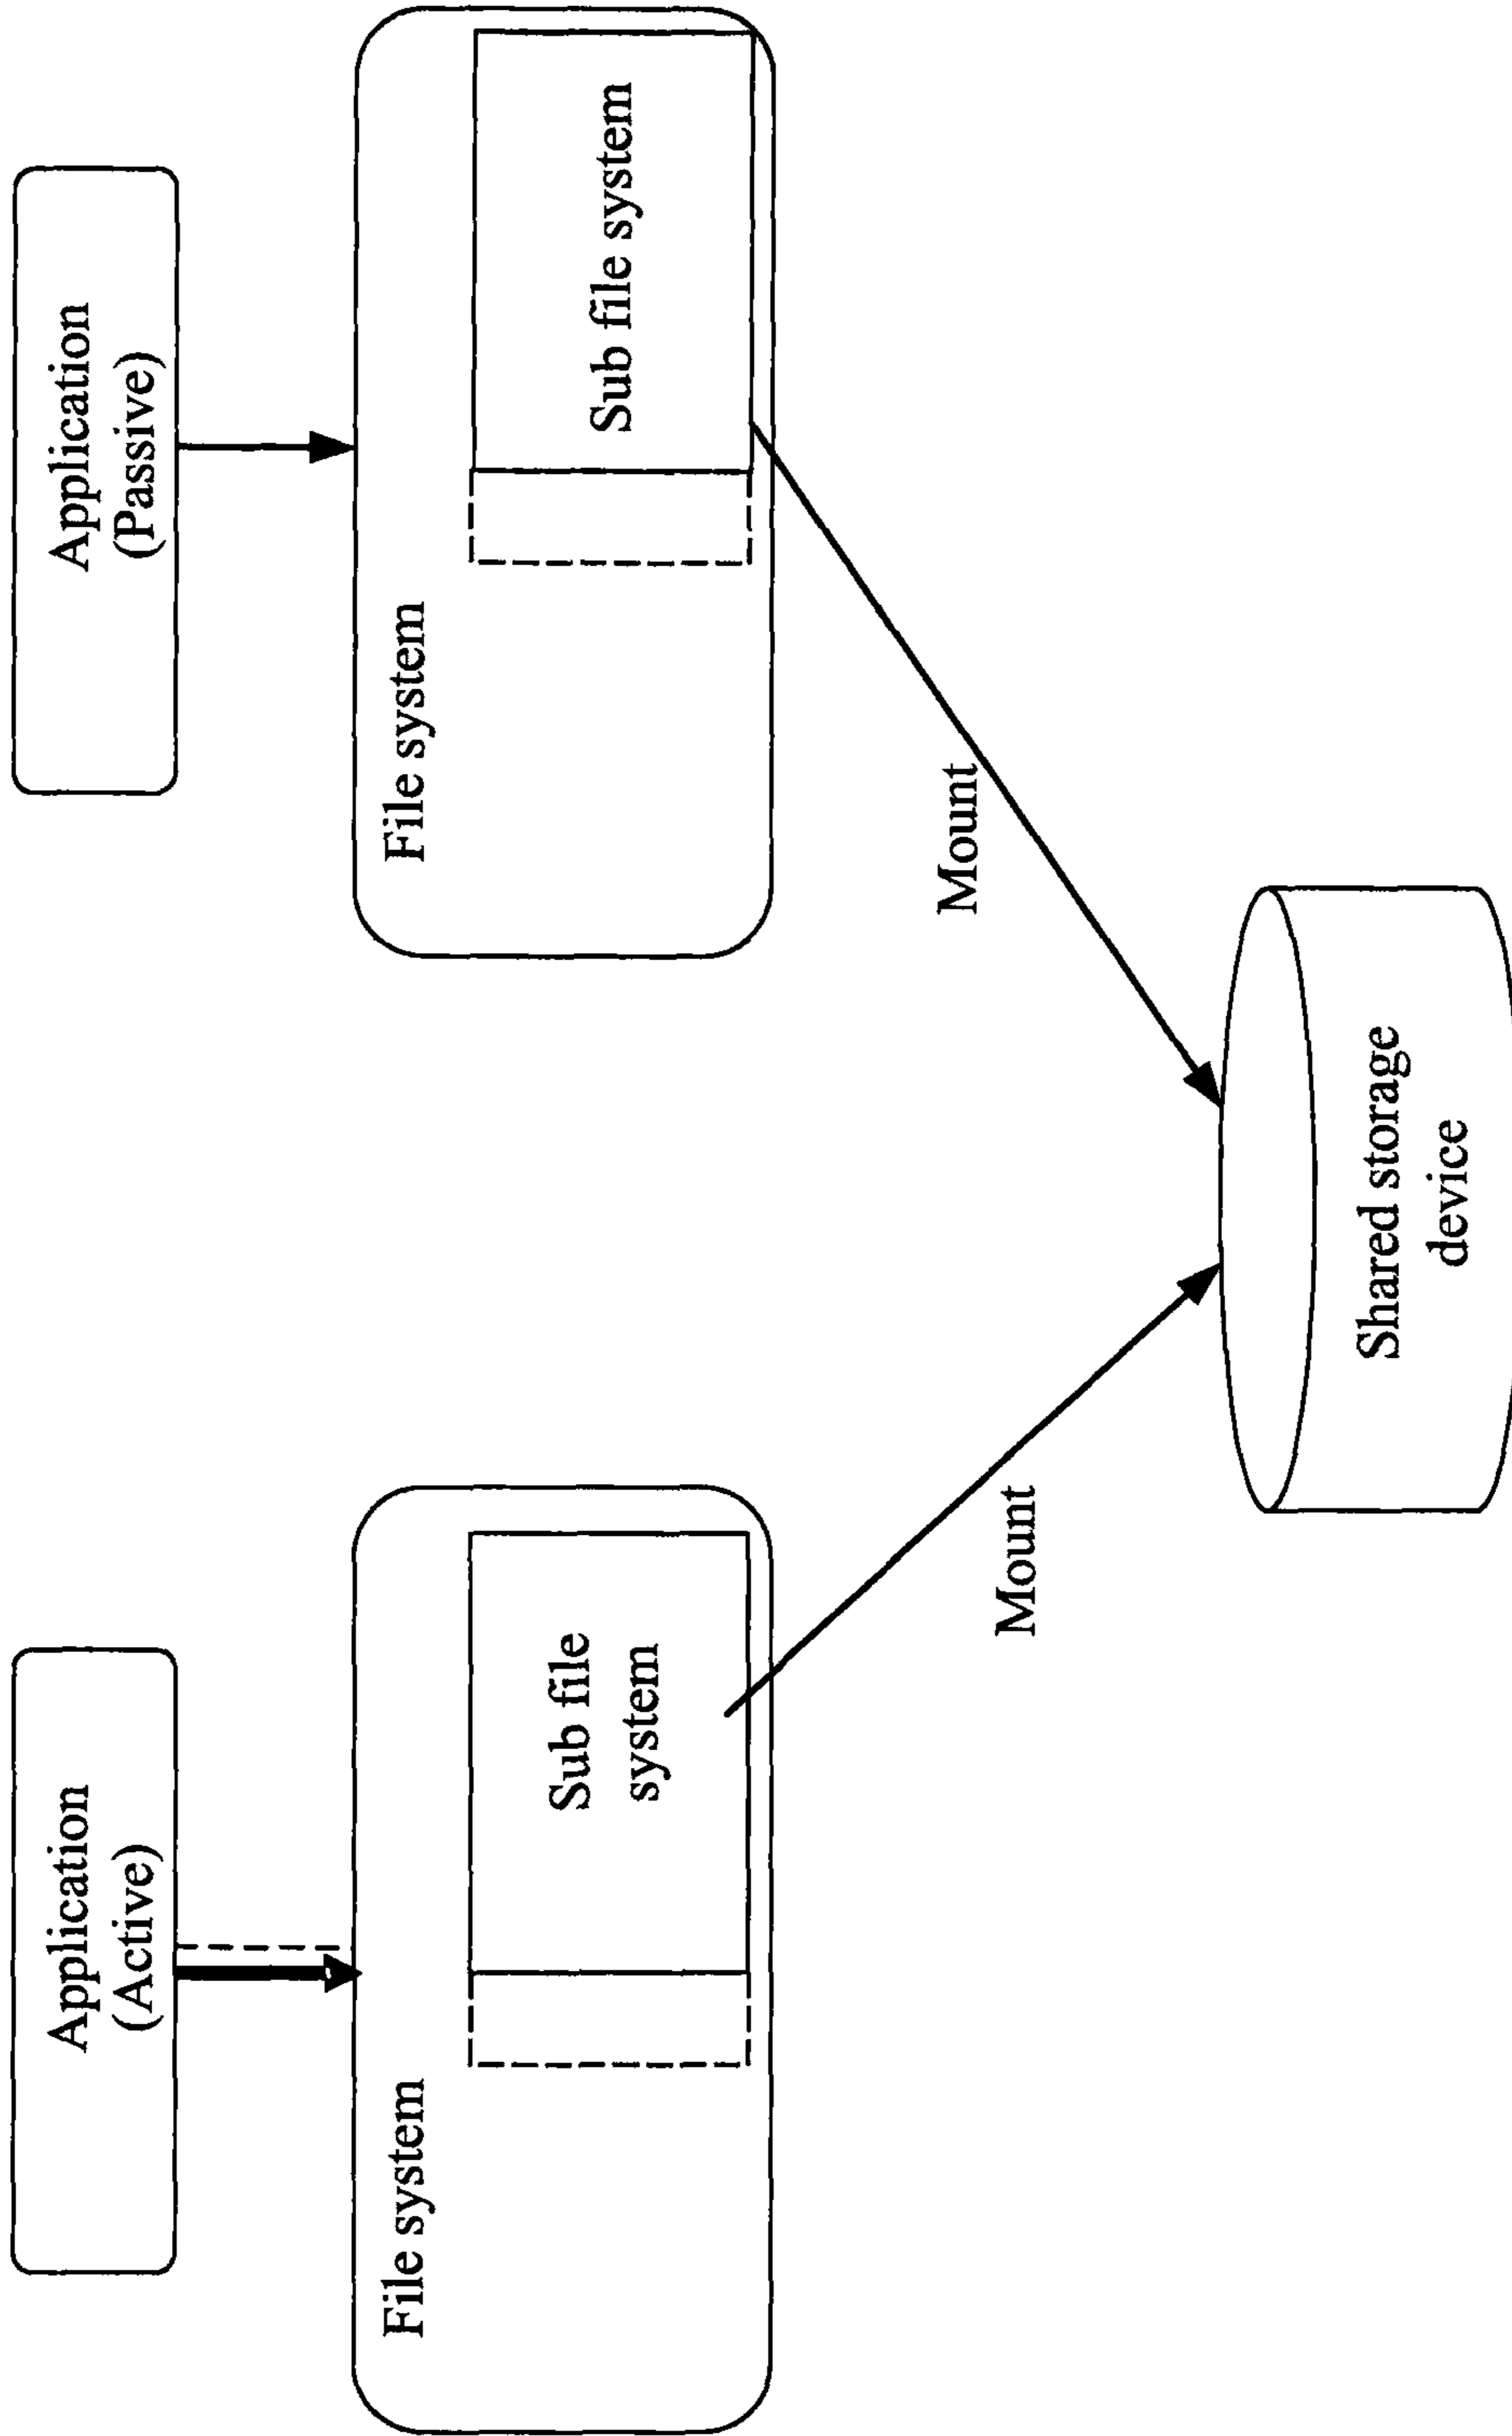 Application
(Active)
File system
Sub file
system
Mount
Application
(Passive)
File system
Sub file system
Mount
Shared storage
device